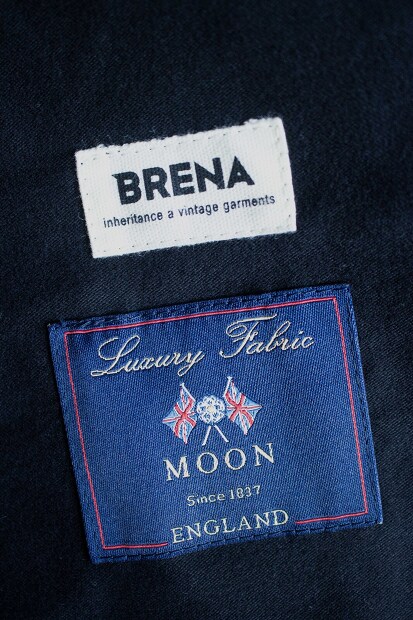 BRENA
inheritance a vintage garments
Luxury Fabric
MOON
Since 1837
ENGLAND